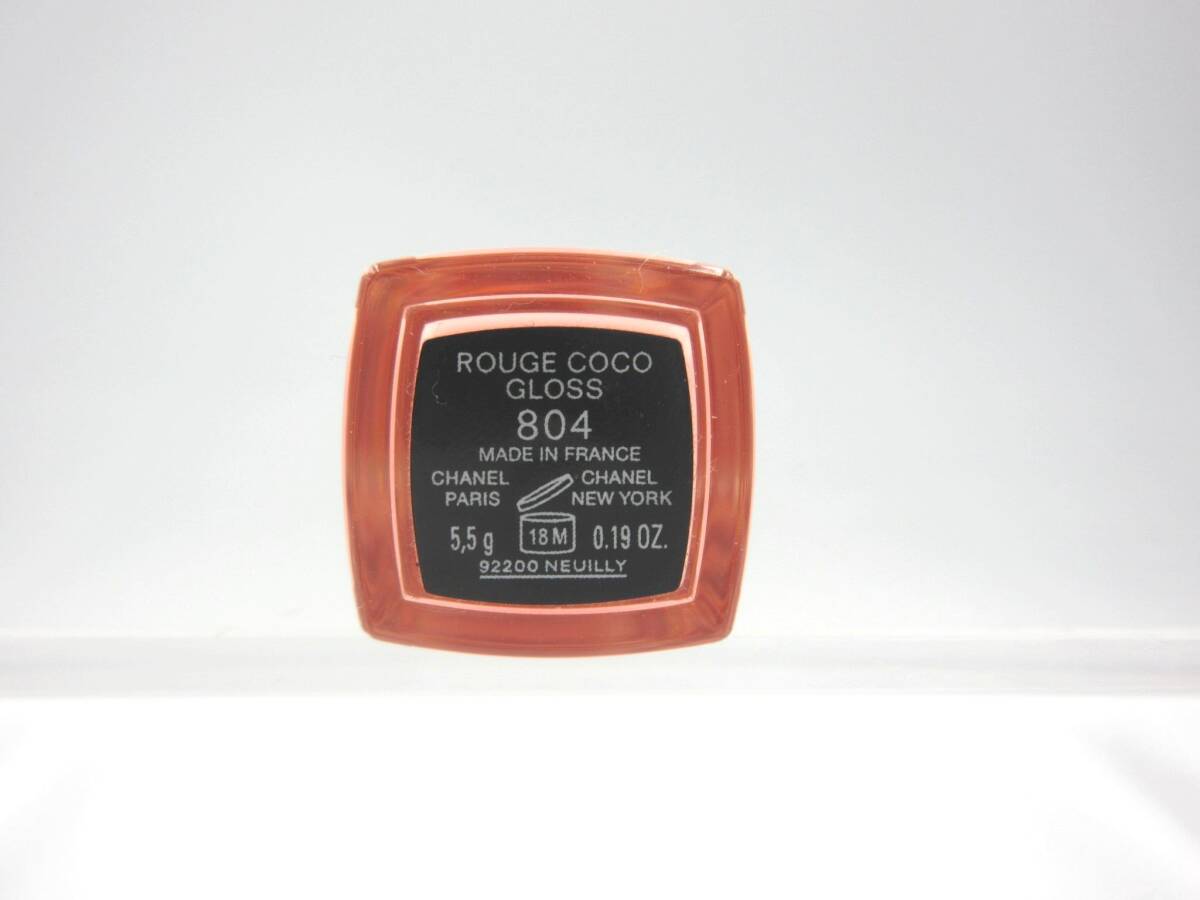 ROUGE COCO
GLOSS
804
MADE IN FRANCE
CHANEL CHANEL
PARIS NEW YORK
5,5 g 18 M 0.19 OZ.
92200 NEUILLY